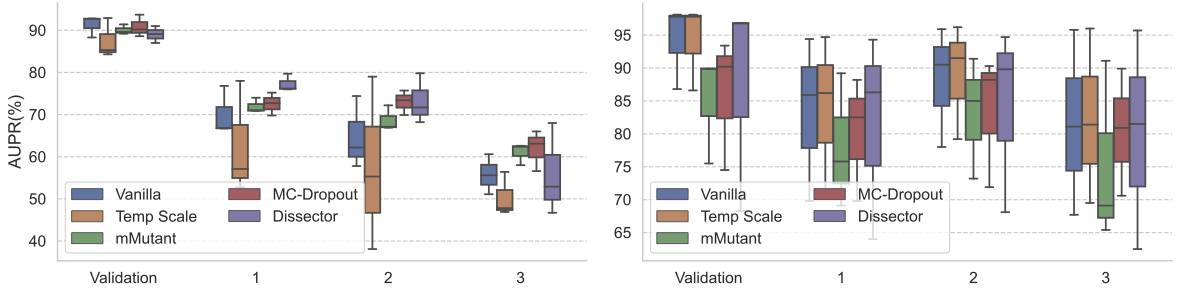 AUPR(%)
90
80
70
60
50
40
Vanilla
Temp Scale
mMutant
MC-Dropout
Dissector
Validation
1
2
3
95
90
85
80
75
70
65
Vanilla
Temp Scale
mMutant
MC-Dropout
Dissector
Validation
1
2
3